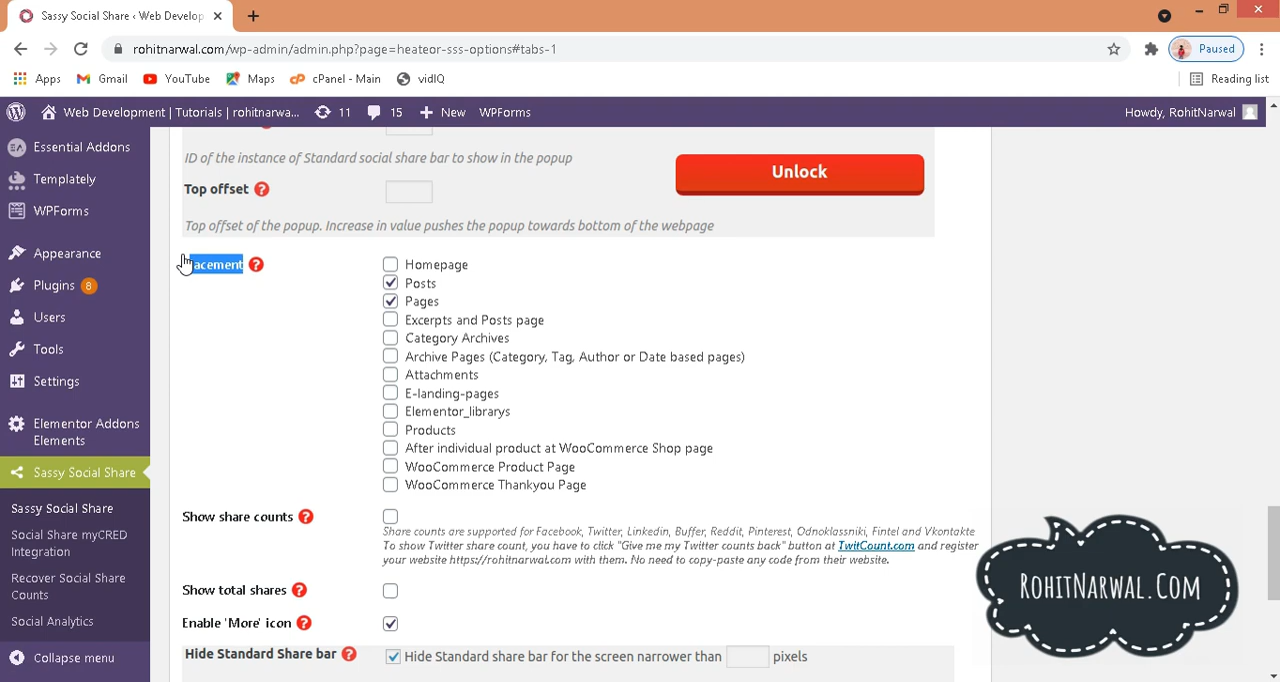 Sassy Social Share ‹ Web Develop
rohitnarwal.com/wp-admin/admin.php?page=heateor-sss-options#tabs-1
Paused
Apps Gmail YouTube Maps cPanel - Main vidIQ Reading list
Web Development | Tutorials | rohitnarwa... 11 15 New WPForms Howdy, RohitNarwal
Essential Addons
Templately
WPForms
Appearance
Plugins 8
Users
Tools
Settings
Elementor Addons
Elements
Sassy Social Share
Sassy Social Share
Social Share myCRED
Integration
Recover Social Share
Counts
Social Analytics
Collapse menu
ID of the instance of Standard social share bar to show in the popup
Unlock
Top offset
Top offset of the popup. Increase in value pushes the popup towards bottom of the webpage
Homepage
Posts
Pages
Excerpts and Posts page
Category Archives
Archive Pages (Category, Tag, Author or Date based pages)
Attachments
E-landing-pages
Elementor_librarys
Products
After individual product at WooCommerce Shop page
WooCommerce Product Page
WooCommerce Thankyou Page
Show share counts
Share counts are supported for Facebook, Twitter, Linkedin, Buffer, Reddit, Pinterest, Odnoklassniki, Fintel and Vkontakte
To show Twitter share count, you have to click "Give me my Twitter counts back" button at TwitCount.com and register
your website https://rohitnarwal.com with them. No need to copy-paste any code from their website.
Show total shares
Enable 'More' icon
Hide Standard Share bar Hide Standard share bar for the screen narrower than pixels
RohitNarwal.Com